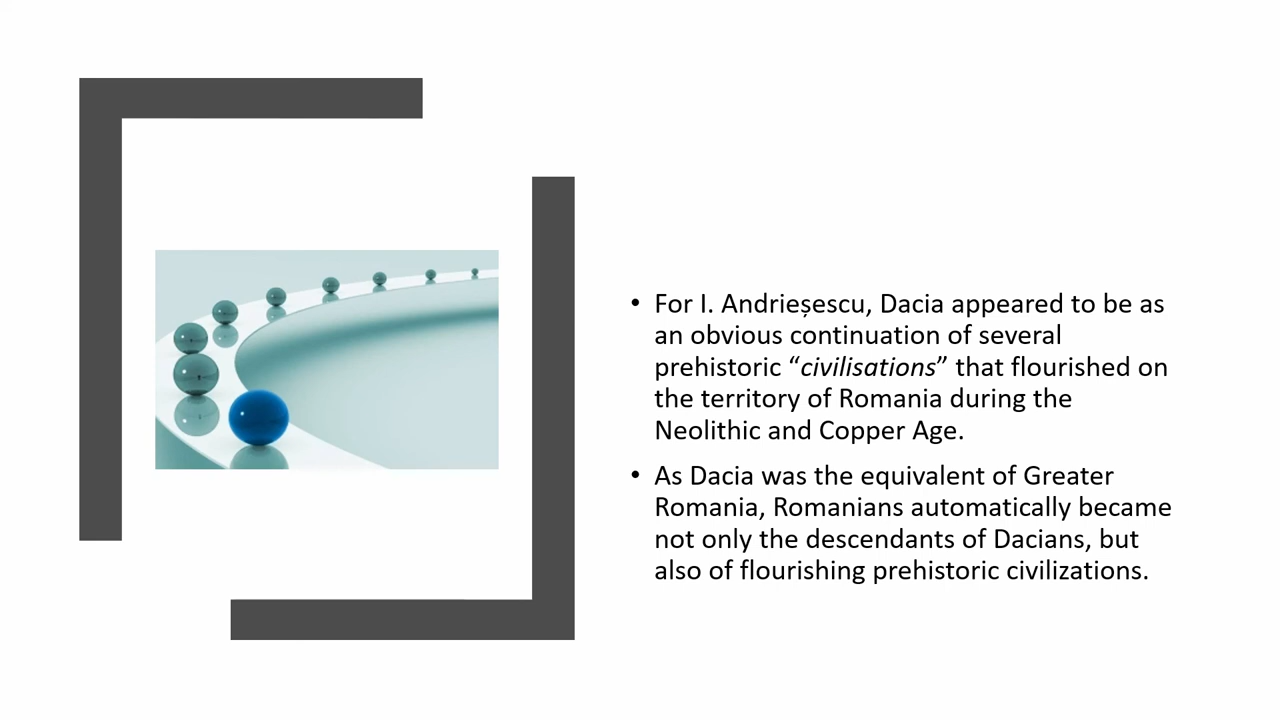 • For I. Andrieșescu, Dacia appeared to be as
an obvious continuation of several
prehistoric “civilisations” that flourished on
the territory of Romania during the
Neolithic and Copper Age.
• As Dacia was the equivalent of Greater
Romania, Romanians automatically became
not only the descendants of Dacians, but
also of flourishing prehistoric civilizations.